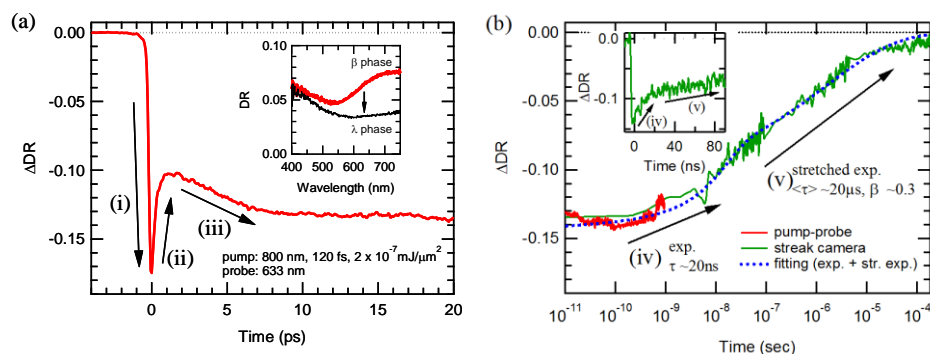 (a)
0.00
-0.05
-0.10
-0.15
ΔDR
0
4
8
12
16
20
Time (ps)
(i)
(ii)
(iii)
pump: 800 nm, 120 fs, 2 x 10⁻⁷mJ/μm²
probe: 633 nm
0.10
0.05
0.00
DR
β phase
λ phase
400 500 600 700
Wavelength (nm)
(b)
0.00
-0.05
-0.10
-0.15
ΔDR
10⁻¹¹ 10⁻¹⁰ 10⁻⁹ 10⁻⁸ 10⁻⁷ 10⁻⁶ 10⁻⁵ 10⁻⁴
Time (sec)
0.0
-0.1
ΔDR
(iv)
(v)
0 40 80
Time (ns)
(v) stretched exp.
<τ> ~20μs, β ~0.3
(iv) exp.
τ ~20ns
pump-probe
streak camera
fitting (exp. + str. exp.)